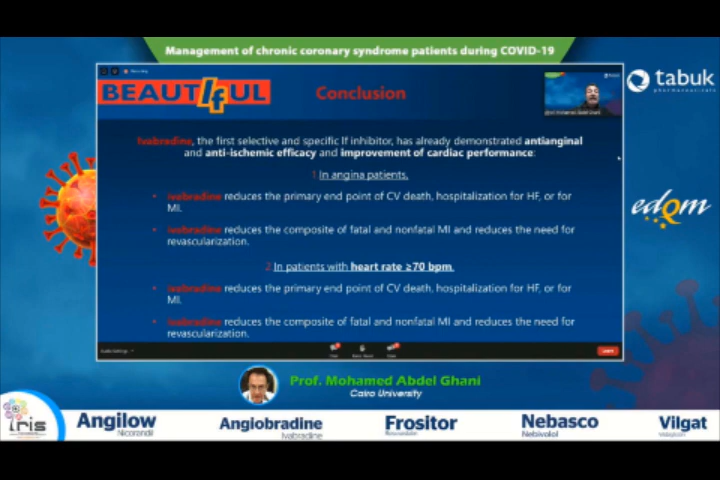 Management of chronic coronary syndrome patients during COVID-19
Recording
BEAUTIfUL
Conclusion
tabuk
pharmaceuticals
Ivabradine, the first selective and specific If inhibitor, has already demonstrated antianginal
and anti-ischemic efficacy and improvement of cardiac performance:
1 In angina patients,
• Ivabradine reduces the primary end point of CV death, hospitalization for HF, or for
MI.
• Ivabradine reduces the composite of fatal and nonfatal MI and reduces the need for
revascularization.
2 In patients with heart rate ≥70 bpm,
• Ivabradine reduces the primary end point of CV death, hospitalization for HF, or for
MI.
• Ivabradine reduces the composite of fatal and nonfatal MI and reduces the need for
revascularization.
edqm
Audio Settings
Leave
Prof. Mohamed Abdel Ghani
Cairo University
iris
Angilow
Nicorandil
Angiobradine
Ivabradine
Frositor
Nebasco
Nebivolol
Vilgat